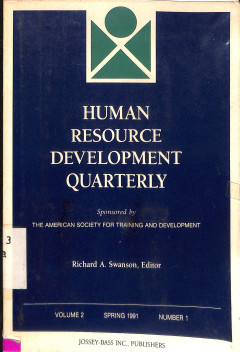 HUMAN
RESOURCE
DEVELOPMENT
QUARTERLY
Sponsored by
THE AMERICAN SOCIETY FOR TRAINING AND DEVELOPMENT
3
a
Richard A. Swanson, Editor
VOLUME 2 SPRING 1991 NUMBER 1
JOSSEY-BASS INC., PUBLISHERS